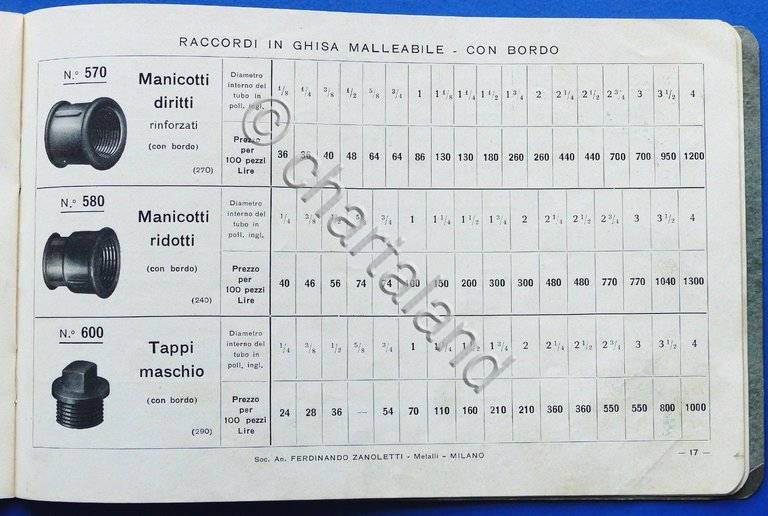 RACCORDI IN GHISA MALLEABILE - CON BORDO
N.° 570
Manicotti
diritti
rinforzati
(con bordo)
(270)
Diametro
interno del
tubo in
poll. ingl.
1/8 1/4 3/8 1/2 5/8 3/4 1 1 1/8 1 1/4 1 1/2 1 3/4 2 2 1/4 2 1/2 2 3/4 3 3 1/2 4
Prezzo
per
100 pezzi
Lire
36 36 40 48 64 64 86 130 130 180 260 260 440 440 700 700 950 1200
N.° 580
Manicotti
ridotti
(con bordo)
(240)
Diametro
interno del
tubo in
poll. ingl.
1/4 3/8 1/2 5/8 3/4 1 1 1/4 1 1/2 1 3/4 2 2 1/4 2 1/2 2 3/4 3 3 1/2 4
Prezzo
per
100 pezzi
Lire
40 46 56 74 74 100 150 200 300 300 480 480 770 770 1040 1300
N.° 600
Tappi
maschio
(con bordo)
(290)
Diametro
interno del
tubo in
poll. ingl.
1/4 3/8 1/2 5/8 3/4 1 1 1/4 1 1/2 1 3/4 2 2 1/4 2 1/2 2 3/4 3 3 1/2 4
Prezzo
per
100 pezzi
Lire
24 28 36 — 54 70 110 160 210 210 360 360 550 550 800 1000
Soc. An. FERDINANDO ZANOLETTI - Metalli - MILANO
— 17 —
© chartaland